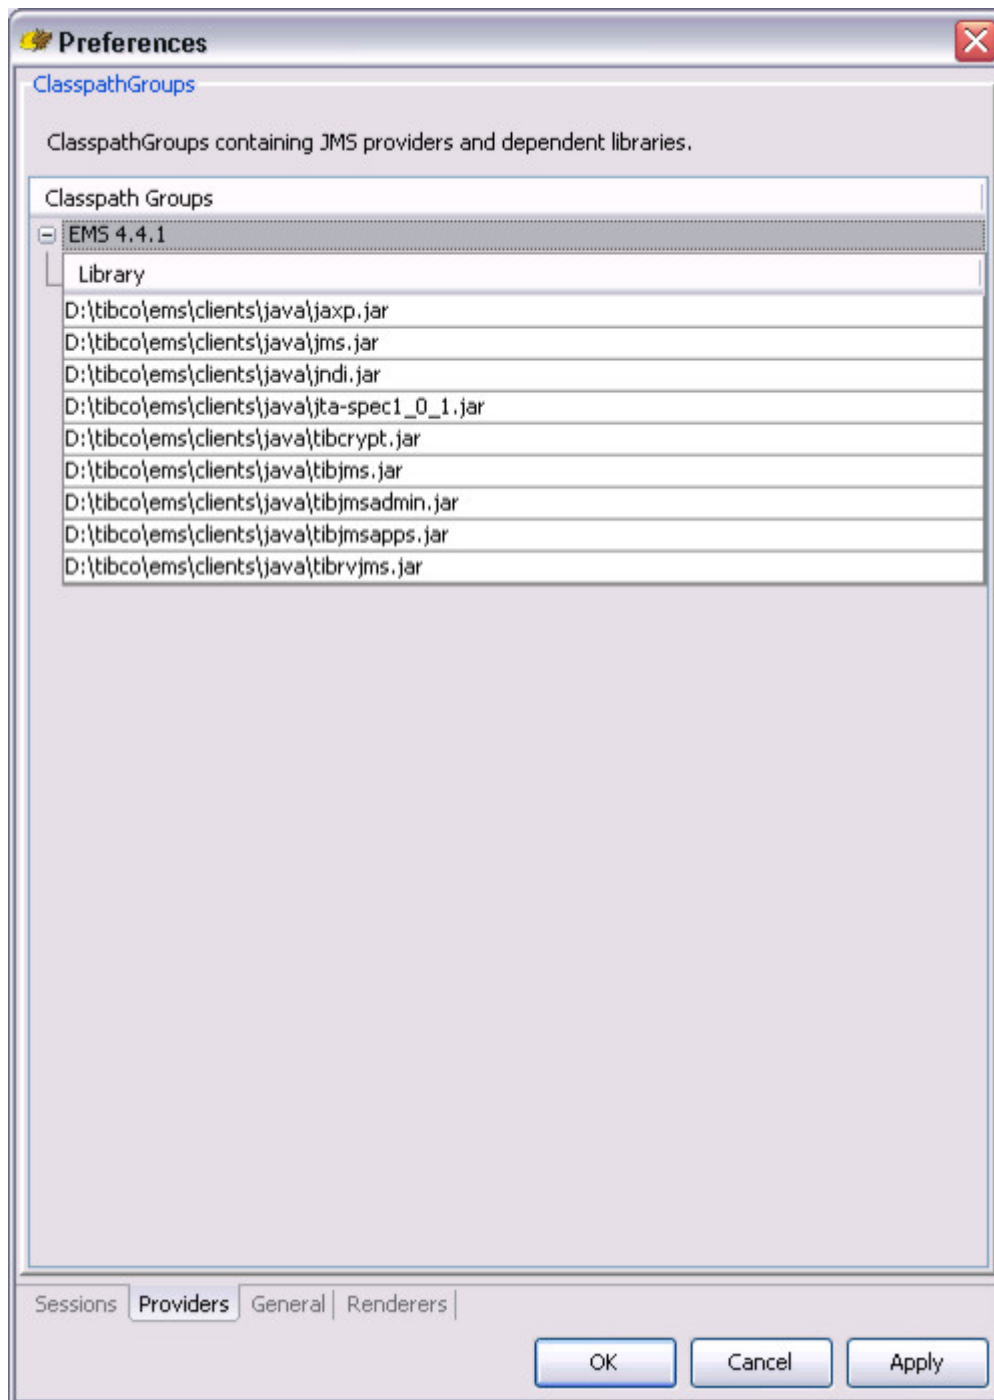 Preferences
ClasspathGroups
ClasspathGroups containing JMS providers and dependent libraries.
Classpath Groups
EMS 4.4.1
Library
D:\tibco\ems\clients\java\jaxp.jar
D:\tibco\ems\clients\java\jms.jar
D:\tibco\ems\clients\java\jndi.jar
D:\tibco\ems\clients\java\jta-spec1_0_1.jar
D:\tibco\ems\clients\java\tibcrypt.jar
D:\tibco\ems\clients\java\tibjms.jar
D:\tibco\ems\clients\java\tibjmsadmin.jar
D:\tibco\ems\clients\java\tibjmsapps.jar
D:\tibco\ems\clients\java\tibrvjms.jar
Sessions Providers General Renderers
OK Cancel Apply